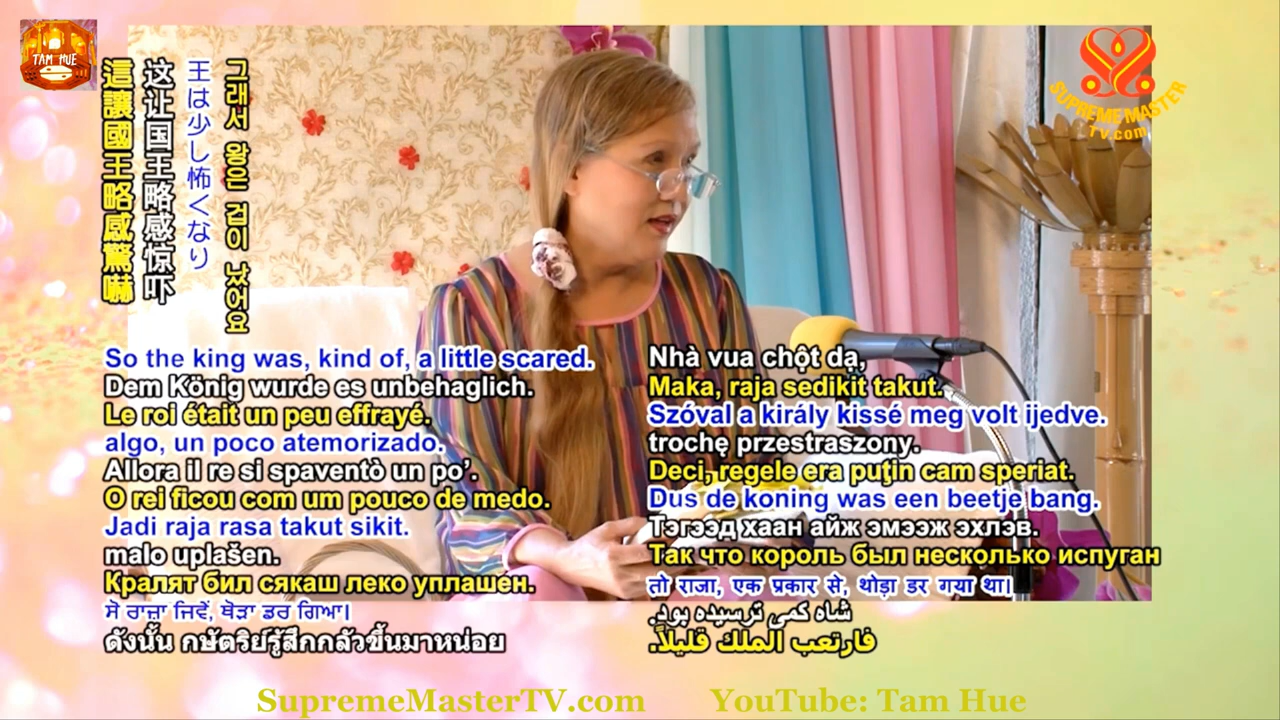 TAM HUE
SUPREME MASTER
TV.com
這讓國王略感驚嚇
这让国王略感惊吓
王は少し怖くなり
그래서 왕은 겁이 났어요
So the king was, kind of, a little scared.
Dem König wurde es unbehaglich.
Le roi était un peu effrayé.
algo, un poco atemorizado.
Allora il re si spaventò un po’.
O rei ficou com um pouco de medo.
Jadi raja rasa takut sikit.
malo uplašen.
Кралят бил сякаш леко уплашен.
ਸੋ ਰਾਜ਼ਾ ਜਿਵੇਂ, ਥੋੜਾ ਡਰ ਗਿਆ।
ดังนั้น กษัตริย์รู้สึกกลัวขึ้นมาหน่อย
Nhà vua chột dạ,
Maka, raja sedikit takut.
Szóval a király kissé meg volt ijedve.
trochę przestraszony.
Deci, regele era puţin cam speriat.
Dus de koning was een beetje bang.
Тэгээд хаан айж эмээж эхлэв.
Так что король был несколько испуган
तो राजा, एक प्रकार से, थोड़ा डर गया था।
شاه کمی ترسیده بود.
فارتعب الملك قليلاً.
SupremeMasterTV.com
YouTube: Tam Hue